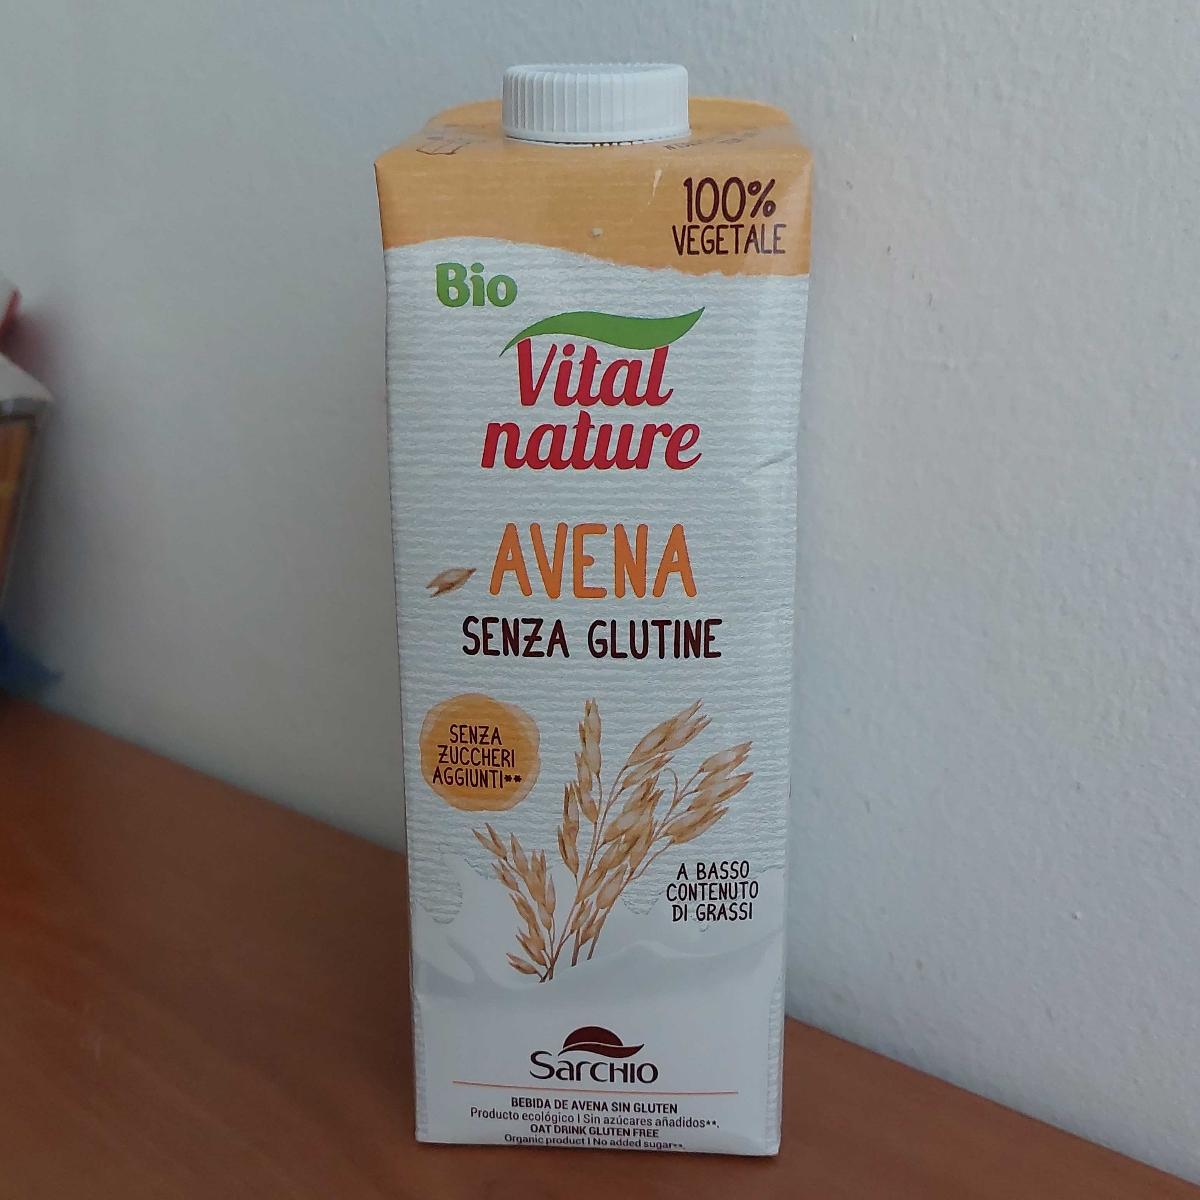 100%
VEGETALE
Bio
Vital
nature
AVENA
SENZA GLUTINE
SENZA
ZUCCHERI
AGGIUNTI**
A BASSO
CONTENUTO
DI GRASSI
SarcHIO
BEBIDA DE AVENA SIN GLUTEN
Producto ecológico | Sin azúcares añadidos**.
OAT DRINK GLUTEN FREE
Organic product | No added sugar**.